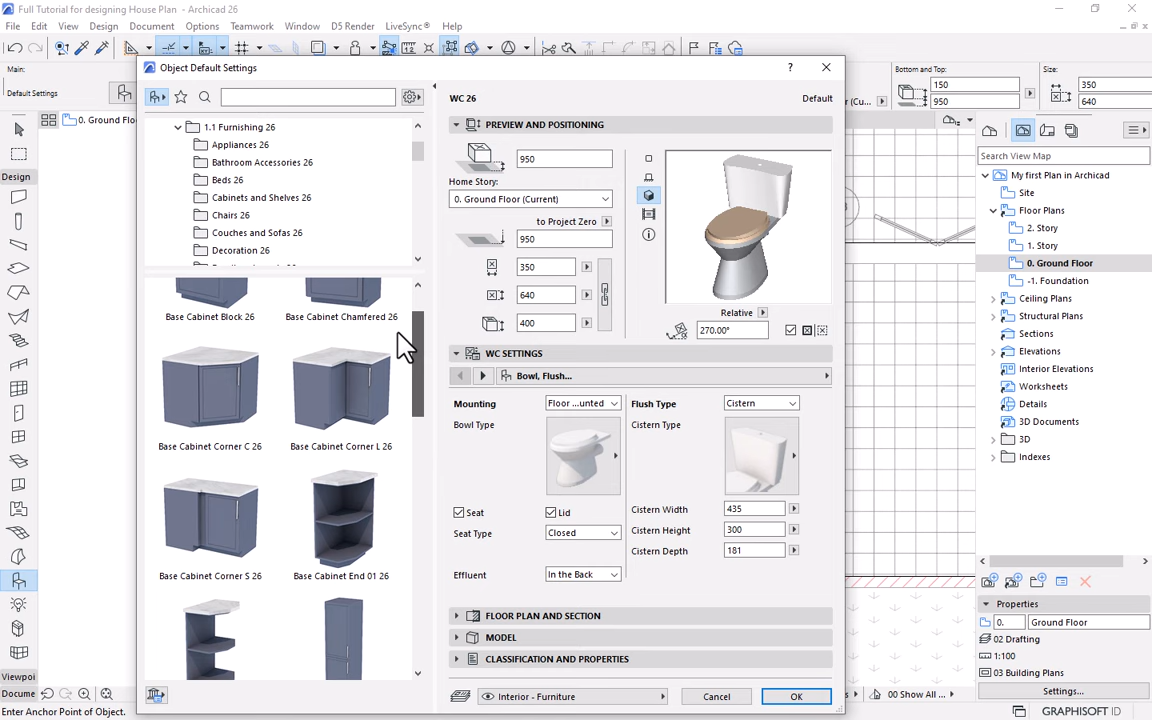 Full Tutorial for designing House Plan - Archicad 26
File Edit View Design Document Options Teamwork Window D5 Render LiveSync® Help
Main:
Default Settings
Bottom and Top:
150
950
Size:
350
640
0. Ground Flo
Object Default Settings
WC 26
Default
1.1 Furnishing 26
Appliances 26
Bathroom Accessories 26
Beds 26
Cabinets and Shelves 26
Chairs 26
Couches and Sofas 26
Decoration 26
Base Cabinet Block 26
Base Cabinet Chamfered 26
Base Cabinet Corner C 26
Base Cabinet Corner L 26
Base Cabinet Corner S 26
Base Cabinet End 01 26
PREVIEW AND POSITIONING
950
Home Story:
0. Ground Floor (Current)
to Project Zero
950
350
640
400
Relative
270.00°
WC SETTINGS
Bowl, Flush...
Mounting
Floor ...unted
Flush Type
Cistern
Bowl Type
Cistern Type
Seat
Lid
Cistern Width
435
Seat Type
Closed
Cistern Height
300
Cistern Depth
181
Effluent
In the Back
FLOOR PLAN AND SECTION
MODEL
CLASSIFICATION AND PROPERTIES
Interior - Furniture
Cancel
OK
Search View Map
My first Plan in Archicad
Site
Floor Plans
2. Story
1. Story
0. Ground Floor
-1. Foundation
Ceiling Plans
Structural Plans
Sections
Elevations
Interior Elevations
Worksheets
Details
3D Documents
3D
Indexes
Properties
0.
Ground Floor
02 Drafting
1:100
03 Building Plans
Settings...
Design
Viewpoi
Docume
00 Show All ...
Enter Anchor Point of Object.
GRAPHISOFT ID